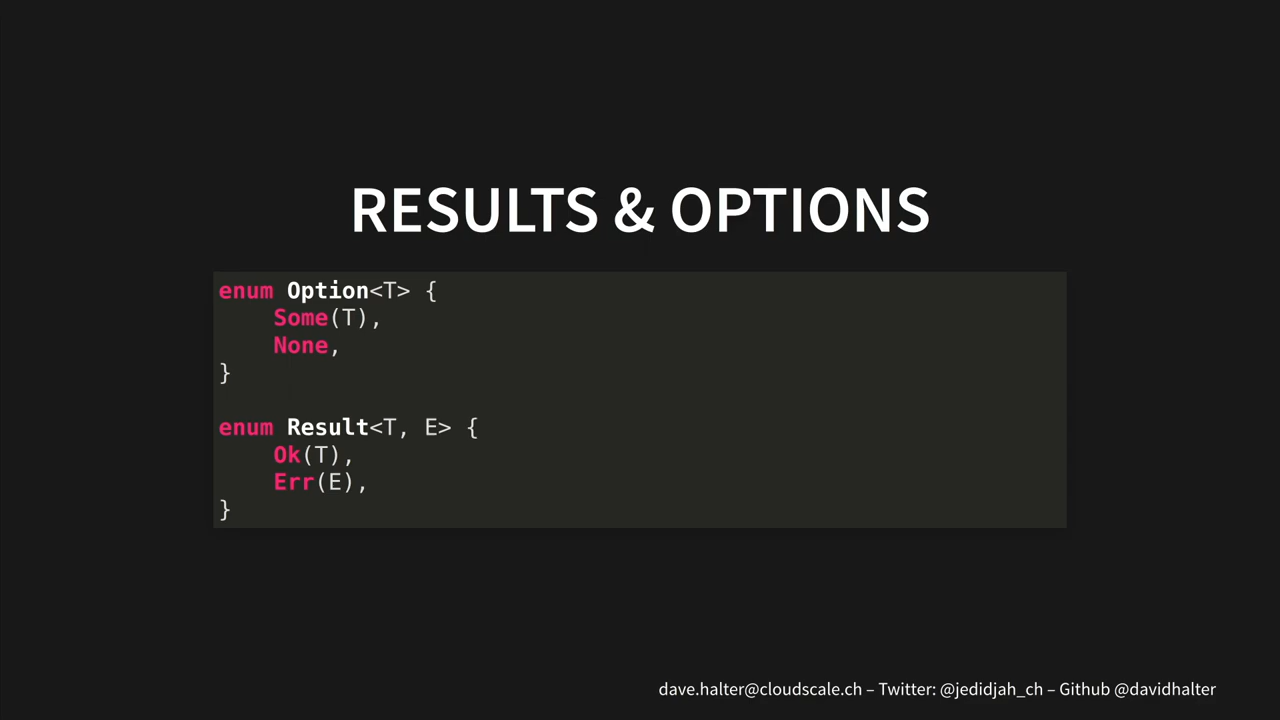 RESULTS & OPTIONS
enum Option<T> {
    Some(T),
    None,
}
enum Result<T, E> {
    Ok(T),
    Err(E),
}
dave.halter@cloudscale.ch – Twitter: @jedidjah_ch – Github @davidhalter